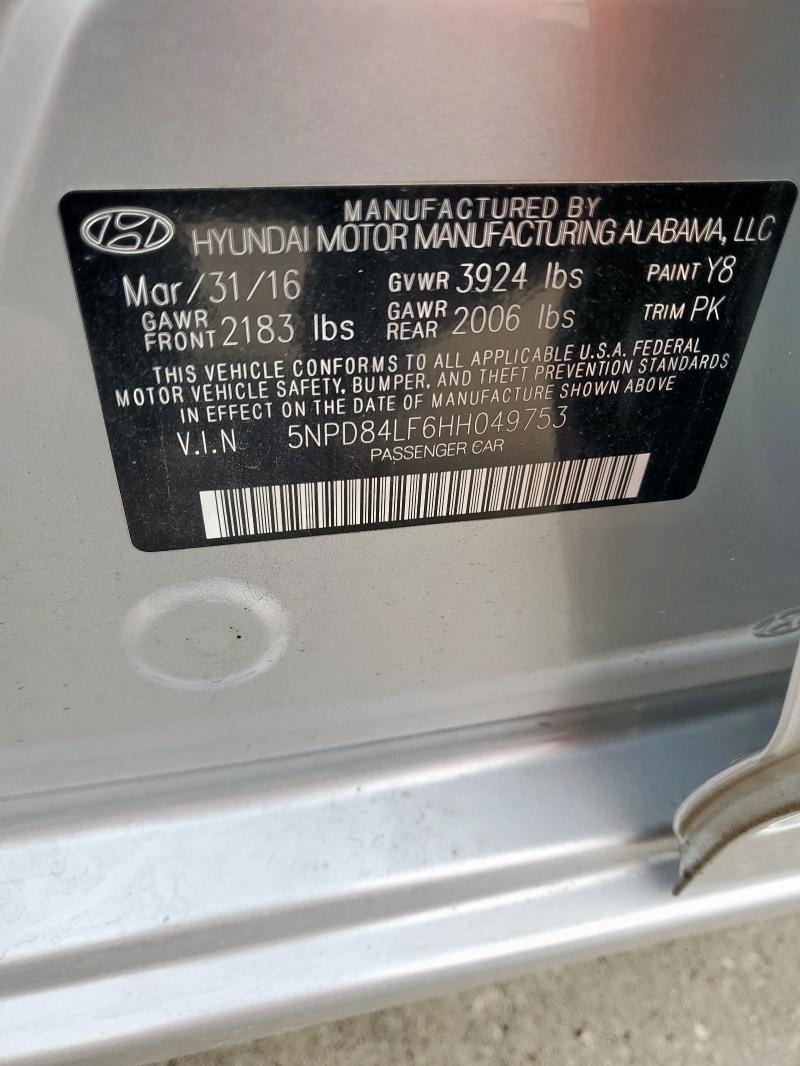 MANUFACTURED BY
HYUNDAI MOTOR MANUFACTURING ALABAMA, LLC
Mar/31/16 GVWR 3924 lbs PAINT Y8
GAWR FRONT 2183 lbs GAWR REAR 2006 lbs TRIM PK
THIS VEHICLE CONFORMS TO ALL APPLICABLE U.S.A. FEDERAL
MOTOR VEHICLE SAFETY, BUMPER, AND THEFT PREVENTION STANDARDS
IN EFFECT ON THE DATE OF MANUFACTURE SHOWN ABOVE
V.I.N 5NPD84LF6HH049753
PASSENGER CAR